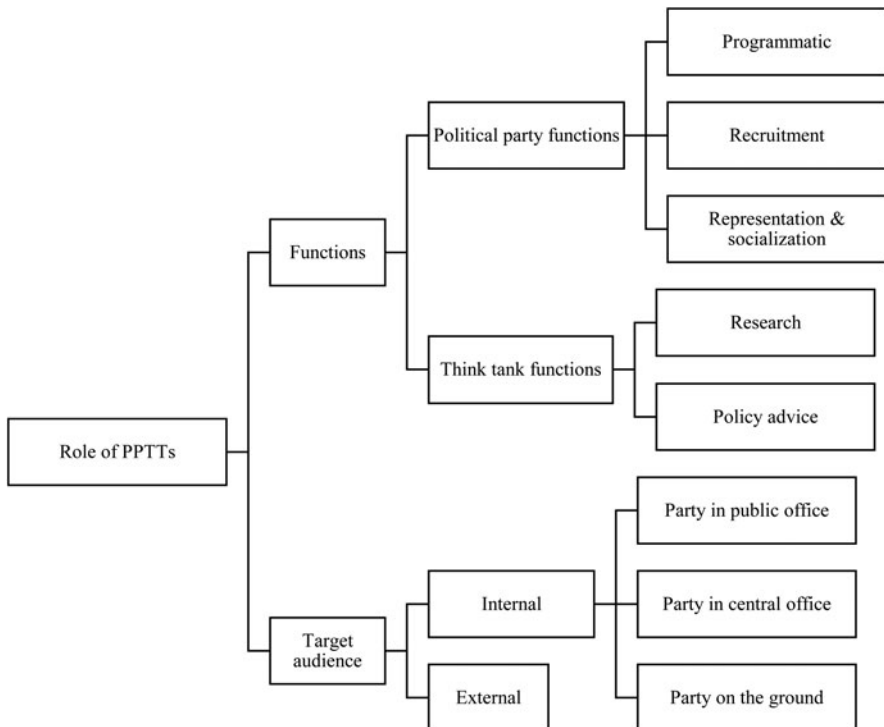 Programmatic
Political party functions
Recruitment
Representation &
socialization
Functions
Research
Think tank functions
Policy advice
Role of PPTTs
Party in public office
Internal
Party in central office
Target
audience
External
Party on the ground